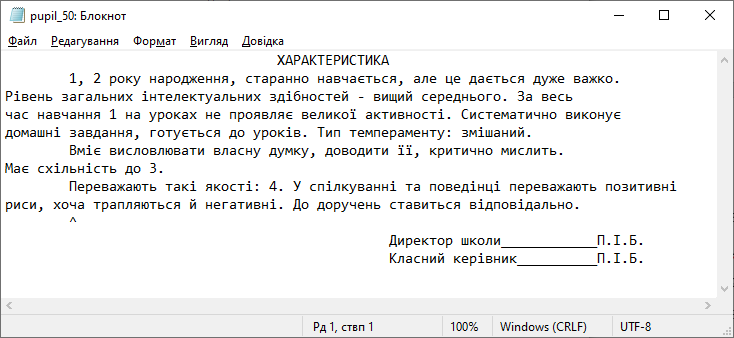 pupil_50: Блокнот
Файл Редагування Формат Вигляд Довідка
ХАРАКТЕРИСТИКА
1, 2 року народження, старанно навчається, але це дається дуже важко.
Рівень загальних інтелектуальних здібностей - вищий середнього. За весь
час навчання 1 на уроках не проявляє великої активності. Систематично виконує
домашні завдання, готується до уроків. Тип темпераменту: змішаний.
Вміє висловлювати власну думку, доводити її, критично мислить.
Має схільність до 3.
Переважають такі якості: 4. У спілкуванні та поведінці переважають позитивні
риси, хоча трапляються й негативні. До доручень ставиться відповідально.
^
Директор школи____________П.І.Б.
Класний керівник__________П.І.Б.
Рд 1, ствп 1 100% Windows (CRLF) UTF-8